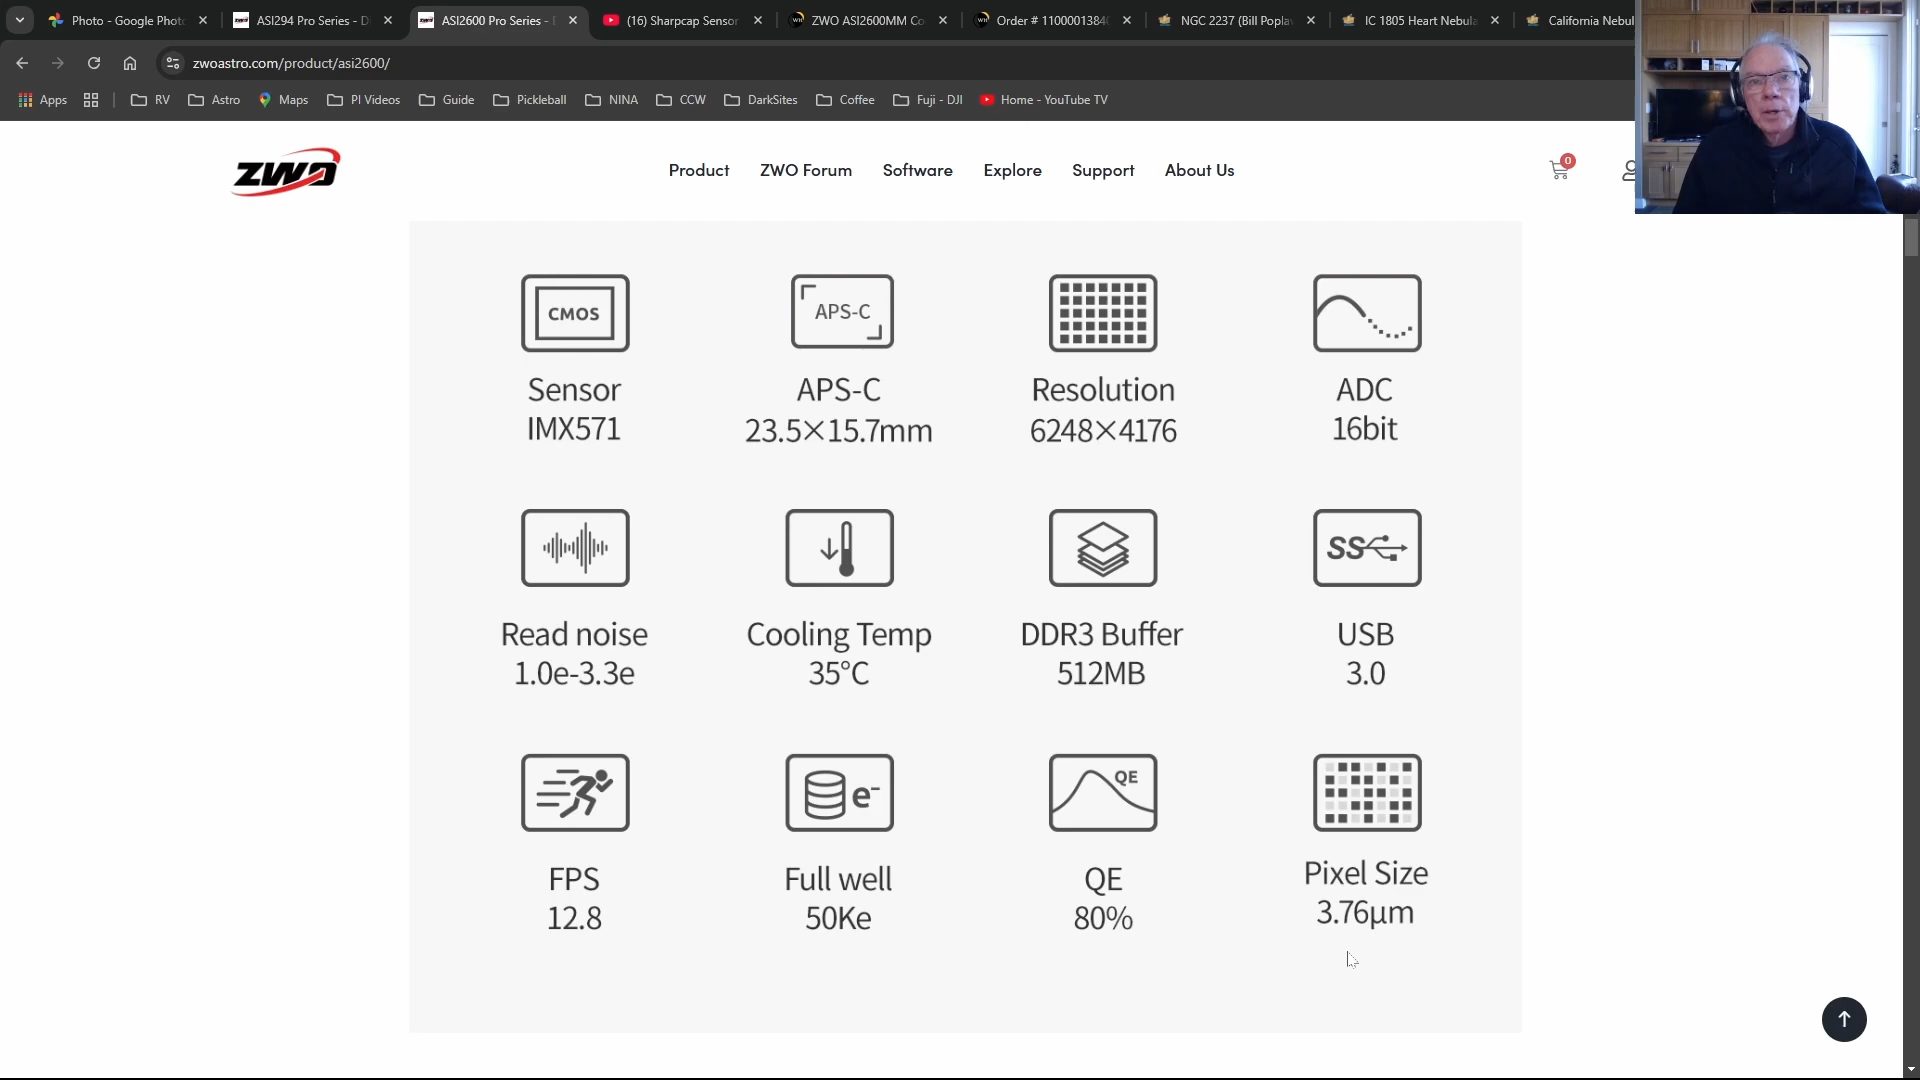 Photo - Google Phot
ASI294 Pro Series - D
ASI2600 Pro Series -
(16) Sharpcap Sensor
ZWO ASI2600MM Co
Order # 1100001384
NGC 2237 (Bill Popla
IC 1805 Heart Nebula
California Nebul
zwoastro.com/product/asi2600/
Apps
RV
Astro
Maps
PI Videos
Guide
Pickleball
NINA
CCW
DarkSites
Coffee
Fuji - DJI
Home - YouTube TV
ZWO
Product
ZWO Forum
Software
Explore
Support
About Us
0
CMOS
APS-C
Sensor
IMX571
APS-C
23.5×15.7mm
Resolution
6248×4176
ADC
16bit
SS
Read noise
1.0e-3.3e
Cooling Temp
35°C
DDR3 Buffer
512MB
USB
3.0
e-
QE
FPS
12.8
Full well
50Ke
QE
80%
Pixel Size
3.76μm